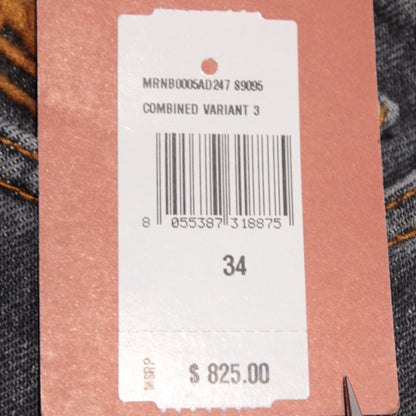 MRNB0005AD247 S9095
COMBINED VARIANT 3
8 055387 318875
34
MSRP $ 825.00